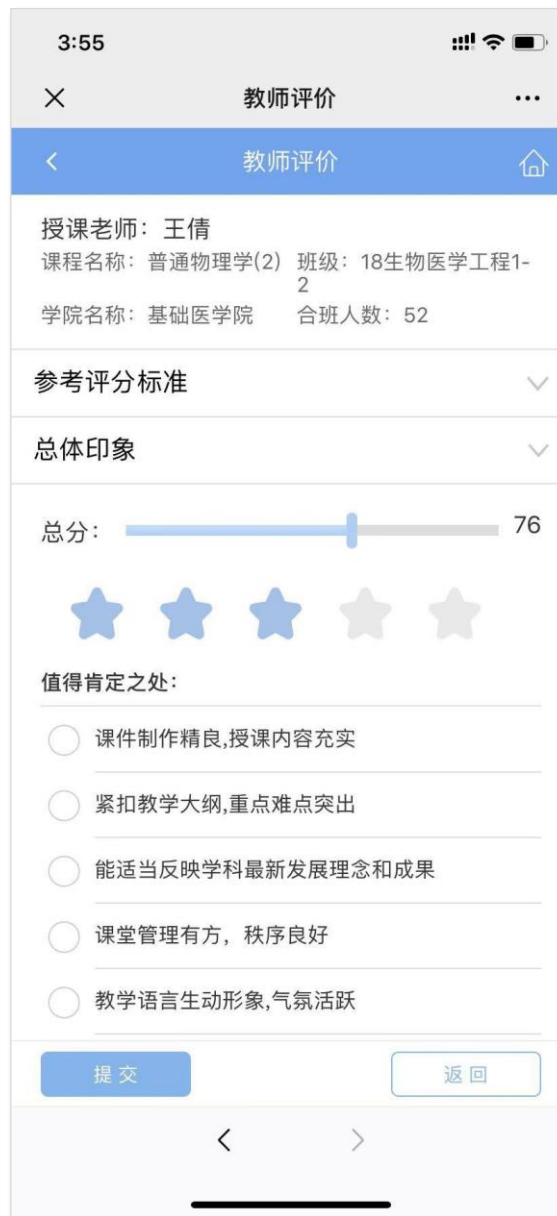 3:55
教师评价
教师评价
授课老师：王倩
课程名称：普通物理学(2) 班级：18生物医学工程1-
2
学院名称：基础医学院 合班人数：52
参考评分标准
总体印象
总分： 76
值得肯定之处：
课件制作精良,授课内容充实
紧扣教学大纲,重点难点突出
能适当反映学科最新发展理念和成果
课堂管理有方，秩序良好
教学语言生动形象,气氛活跃
提交 返回